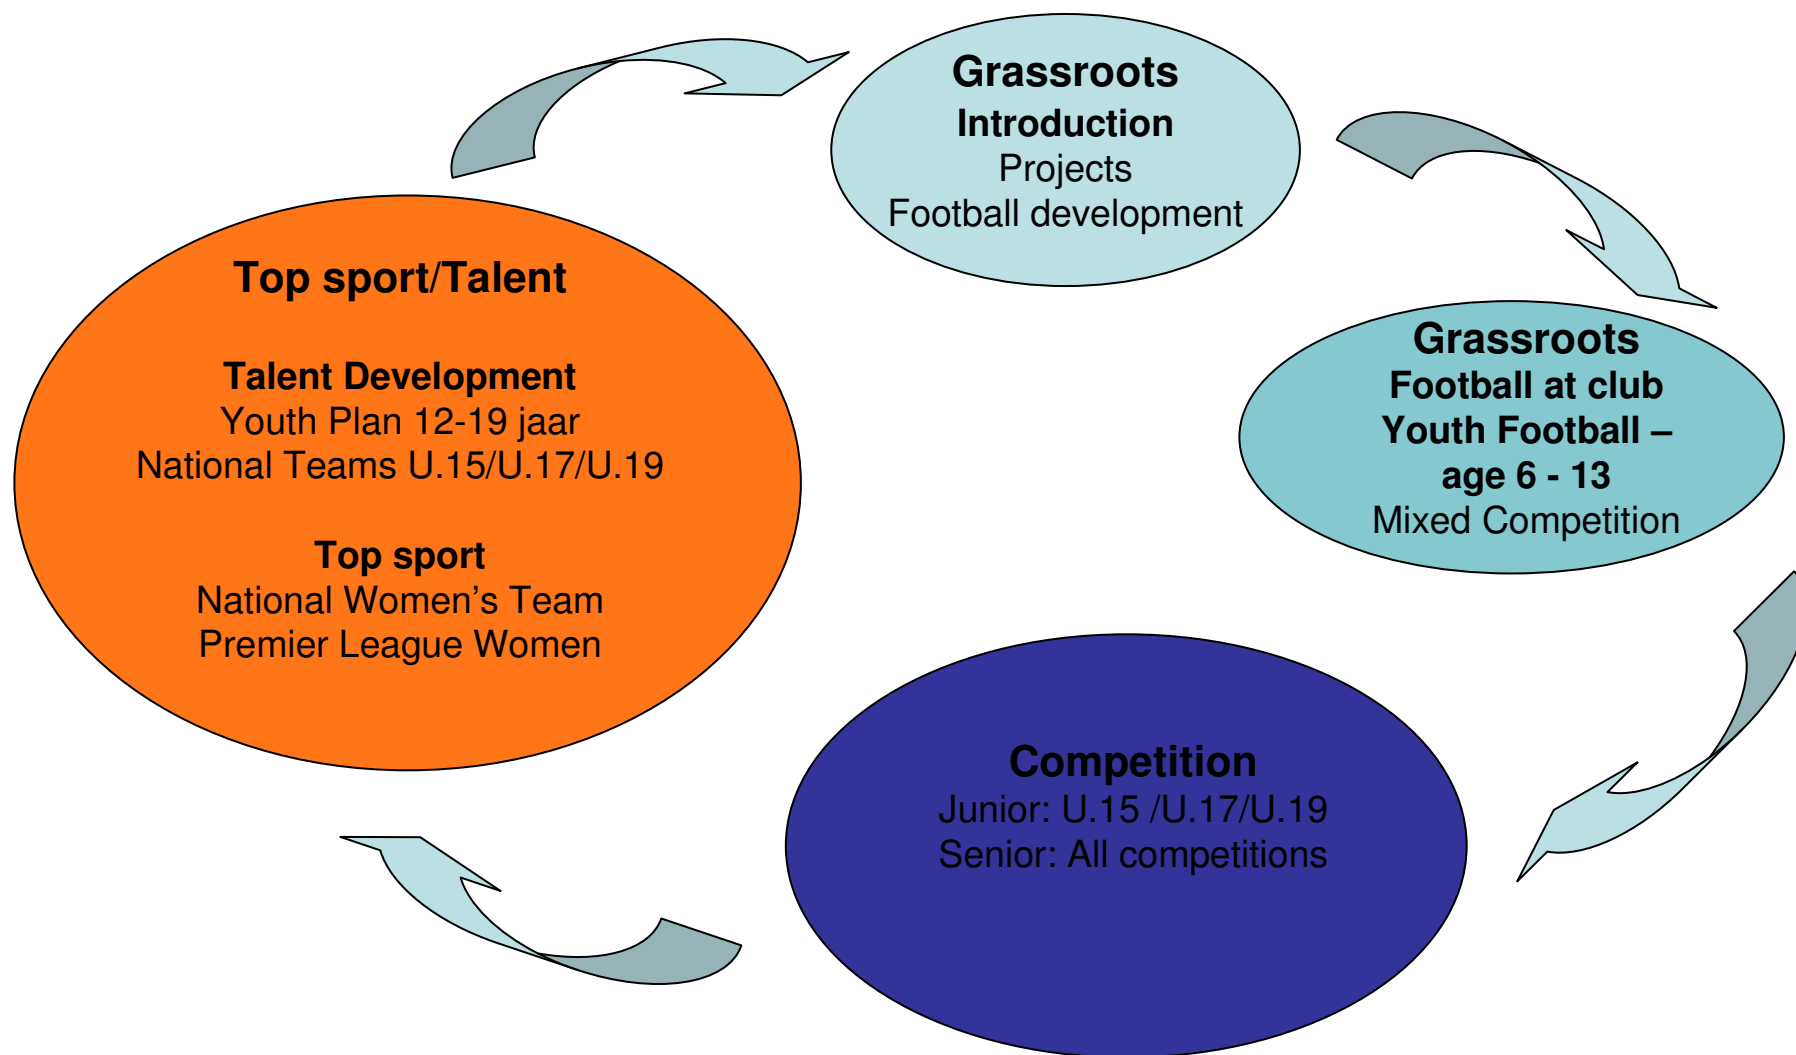 Grassroots
Introduction
Projects
Football development
Top sport/Talent
Talent Development
Youth Plan 12-19 jaar
National Teams U.15/U.17/U.19
Top sport
National Women’s Team
Premier League Women
Grassroots
Football at club
Youth Football –
age 6 - 13
Mixed Competition
Competition
Junior: U.15 /U.17/U.19
Senior: All competitions